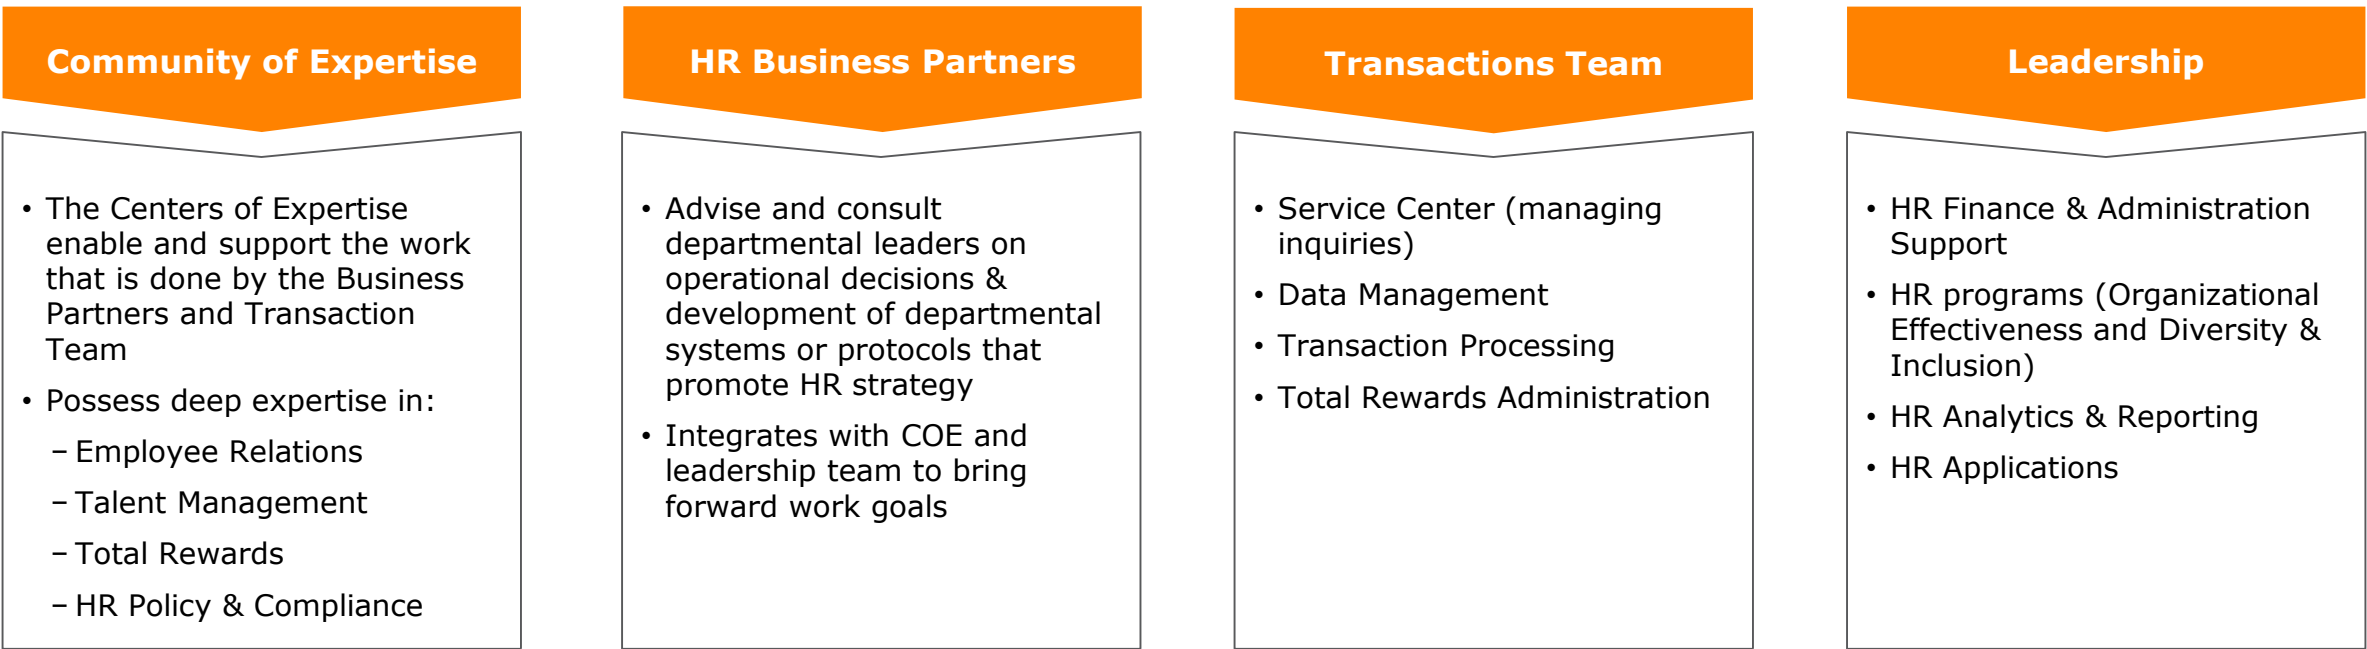 Community of Expertise
• The Centers of Expertise
enable and support the work
that is done by the Business
Partners and Transaction
Team
• Possess deep expertise in:
– Employee Relations
– Talent Management
– Total Rewards
– HR Policy & Compliance
HR Business Partners
• Advise and consult
departmental leaders on
operational decisions &
development of departmental
systems or protocols that
promote HR strategy
• Integrates with COE and
leadership team to bring
forward work goals
Transactions Team
• Service Center (managing
inquiries)
• Data Management
• Transaction Processing
• Total Rewards Administration
Leadership
• HR Finance & Administration
Support
• HR programs (Organizational
Effectiveness and Diversity &
Inclusion)
• HR Analytics & Reporting
• HR Applications